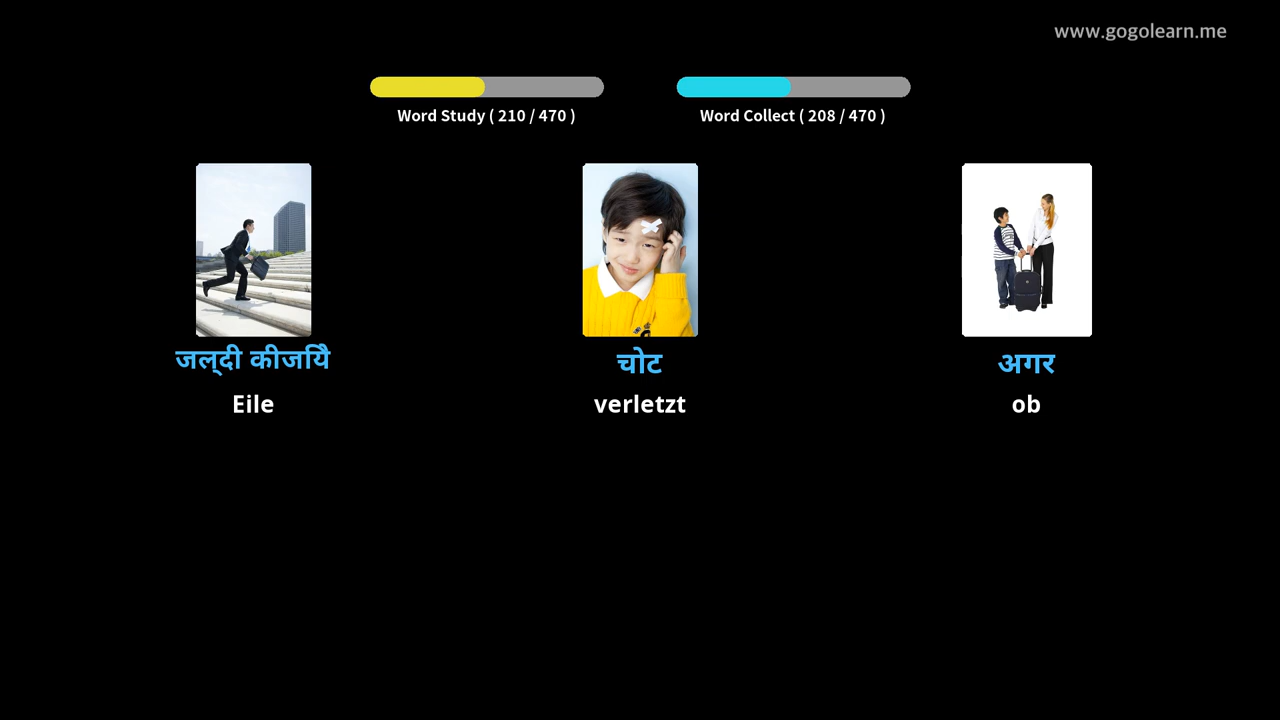 www.gogolearn.me
Word Study ( 210 / 470 )
Word Collect ( 208 / 470 )
जल्दी कीजयिै
चोट
अगर
Eile
verletzt
ob